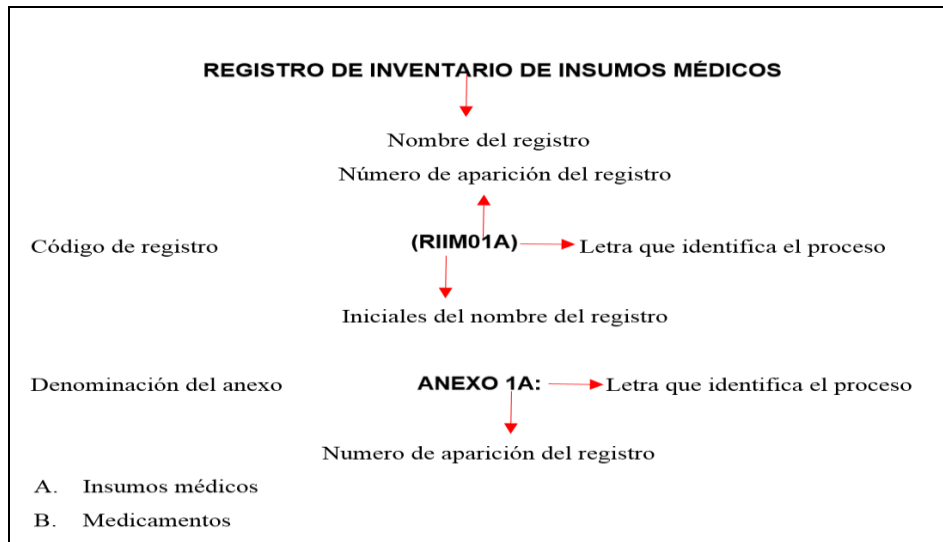 REGISTRO DE INVENTARIO DE INSUMOS MÉDICOS
Nombre del registro
Número de aparición del registro
Código de registro (RIIM01A) Letra que identifica el proceso
Iniciales del nombre del registro
Denominación del anexo ANEXO 1A: Letra que identifica el proceso
Numero de aparición del registro
A. Insumos médicos
B. Medicamentos